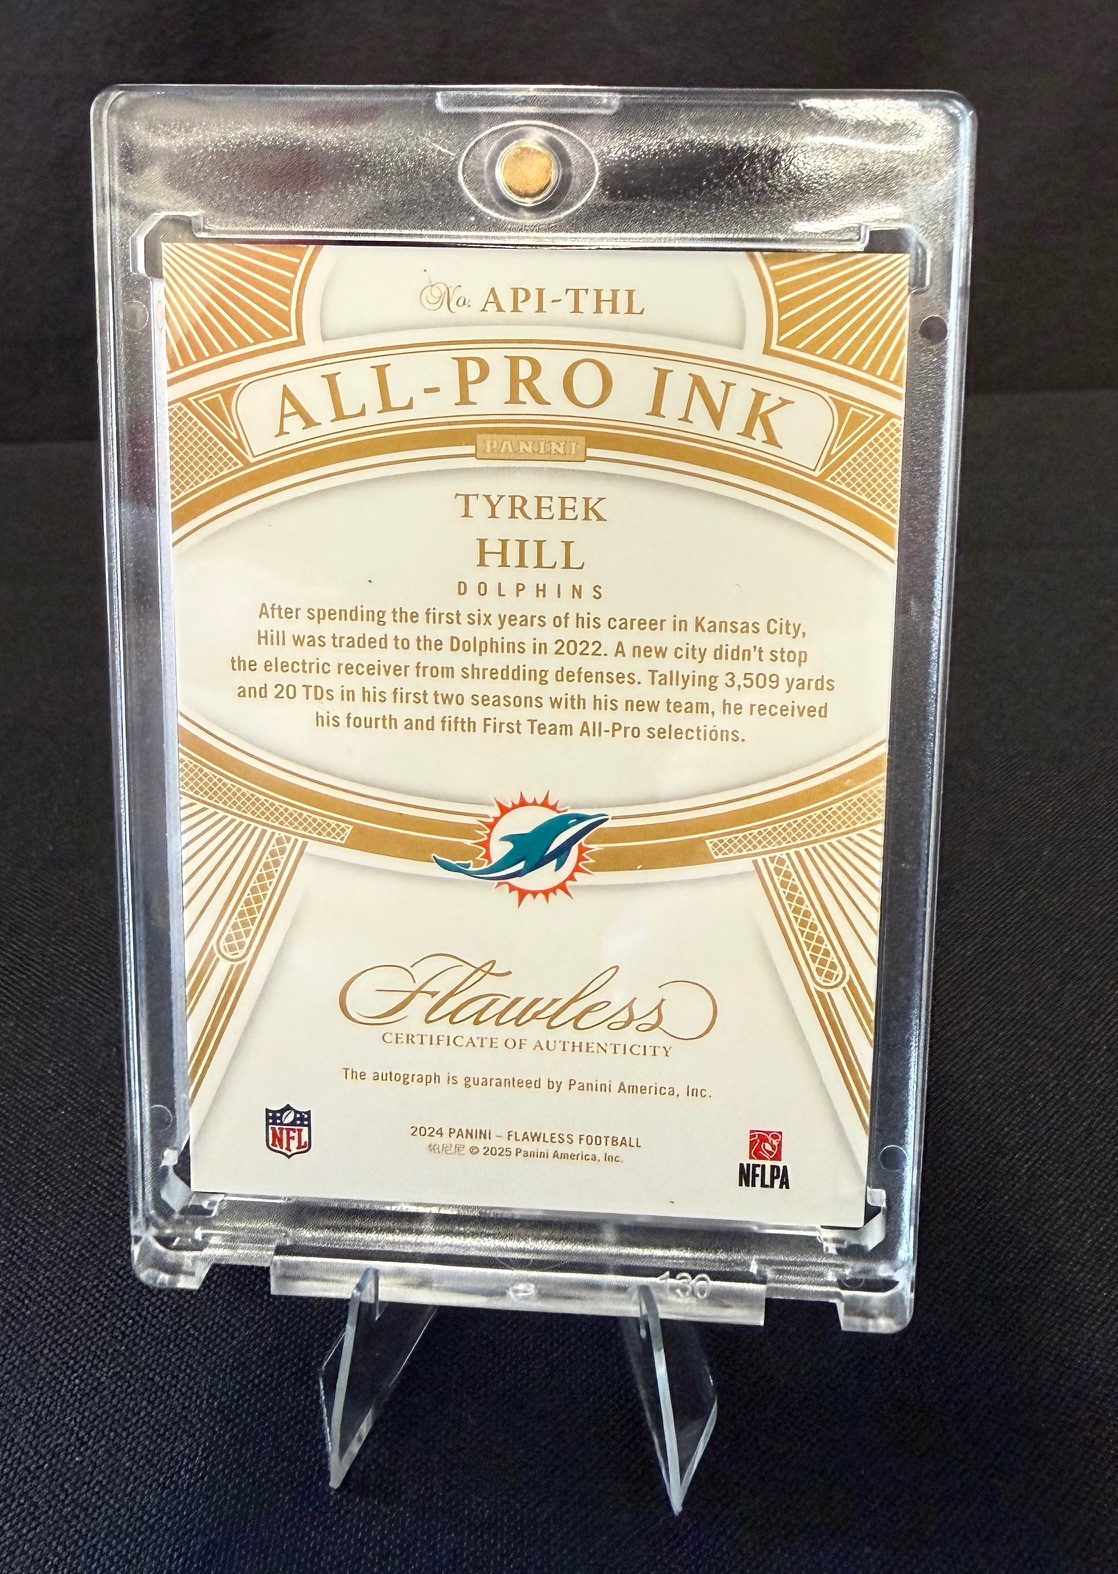 No. API-THL
ALL-PRO INK
PANINI
TYREEK
HILL
DOLPHINS
After spending the first six years of his career in Kansas City,
Hill was traded to the Dolphins in 2022. A new city didn't stop
the electric receiver from shredding defenses. Tallying 3,509 yards
and 20 TDs in his first two seasons with his new team, he received
his fourth and fifth First Team All-Pro selections.
Flawless
CERTIFICATE OF AUTHENTICITY
The autograph is guaranteed by Panini America, Inc.
NFL
2024 PANINI – FLAWLESS FOOTBALL
帕尼尼 © 2025 Panini America, Inc.
NFLPA
130